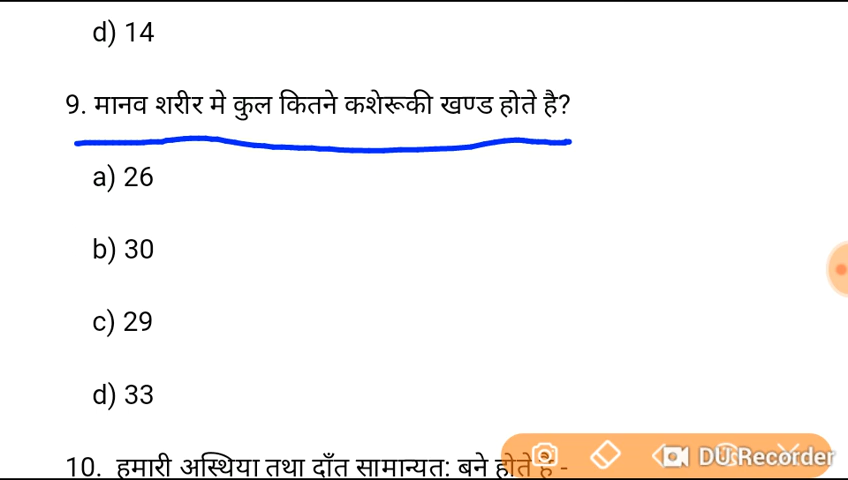 d) 14
9. मानव शरीर मे कुल कितने कशेरूकी खण्ड होते है?
a) 26
b) 30
c) 29
d) 33
10. हमारी अस्थिया तथा दाँत सामान्यत: बने होते है -
DU Recorder